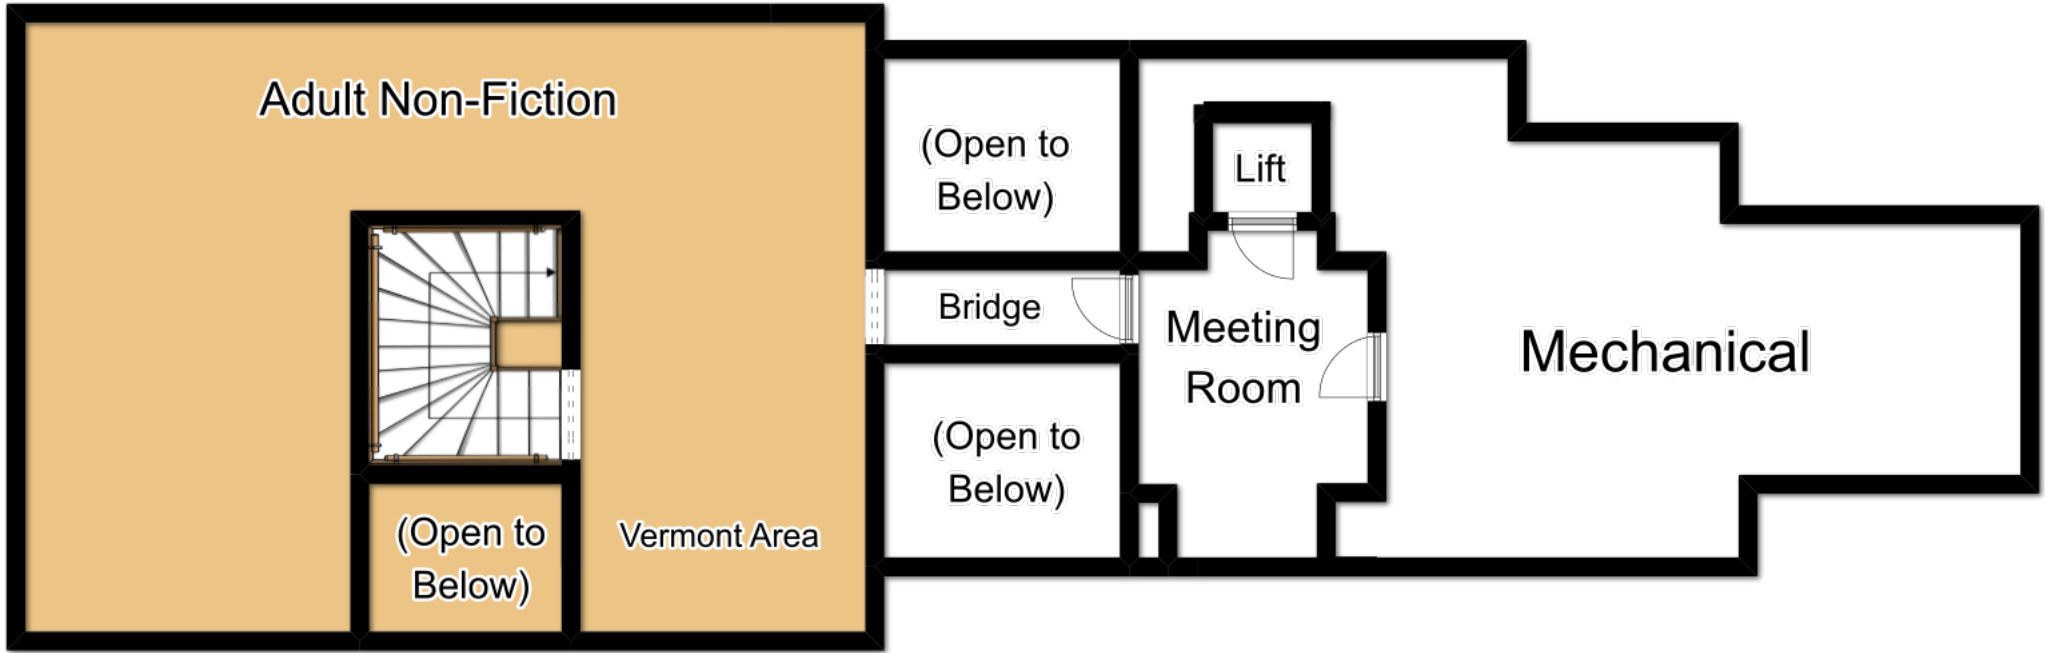 Adult Non-Fiction
(Open to
Below)
Vermont Area
(Open to
Below)
Bridge
(Open to
Below)
Lift
Meeting
Room
Mechanical